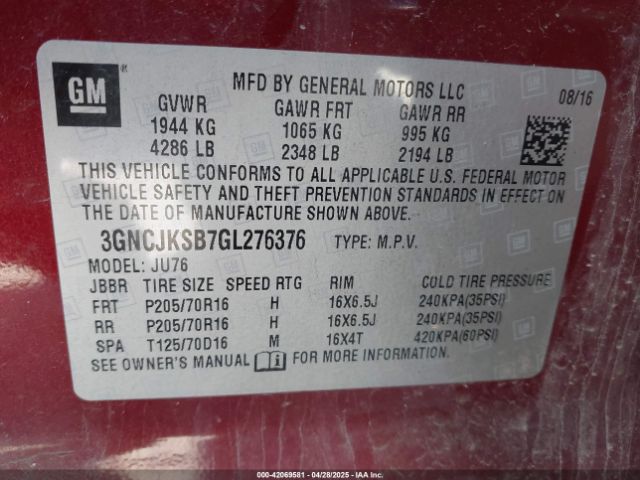 GM
MFD BY GENERAL MOTORS LLC
08/16
GVWR GAWR FRT GAWR RR
1944 KG 1065 KG 995 KG
4286 LB 2348 LB 2194 LB
THIS VEHICLE CONFORMS TO ALL APPLICABLE U.S. FEDERAL MOTOR
VEHICLE SAFETY AND THEFT PREVENTION STANDARDS IN EFFECT ON
THE DATE OF MANUFACTURE SHOWN ABOVE.
3GNCJKSB7GL276376 TYPE: M.P.V.
MODEL: JU76
JBBR TIRE SIZE SPEED RTG RIM COLD TIRE PRESSURE
FRT P205/70R16 H 16X6.5J 240KPA(35PSI)
RR P205/70R16 H 16X6.5J 240KPA(35PSI)
SPA T125/70D16 M 16X4T 420KPA(60PSI)
SEE OWNER'S MANUAL FOR MORE INFORMATION.
000-42069581 - 04/28/2025 - IAAI.COM